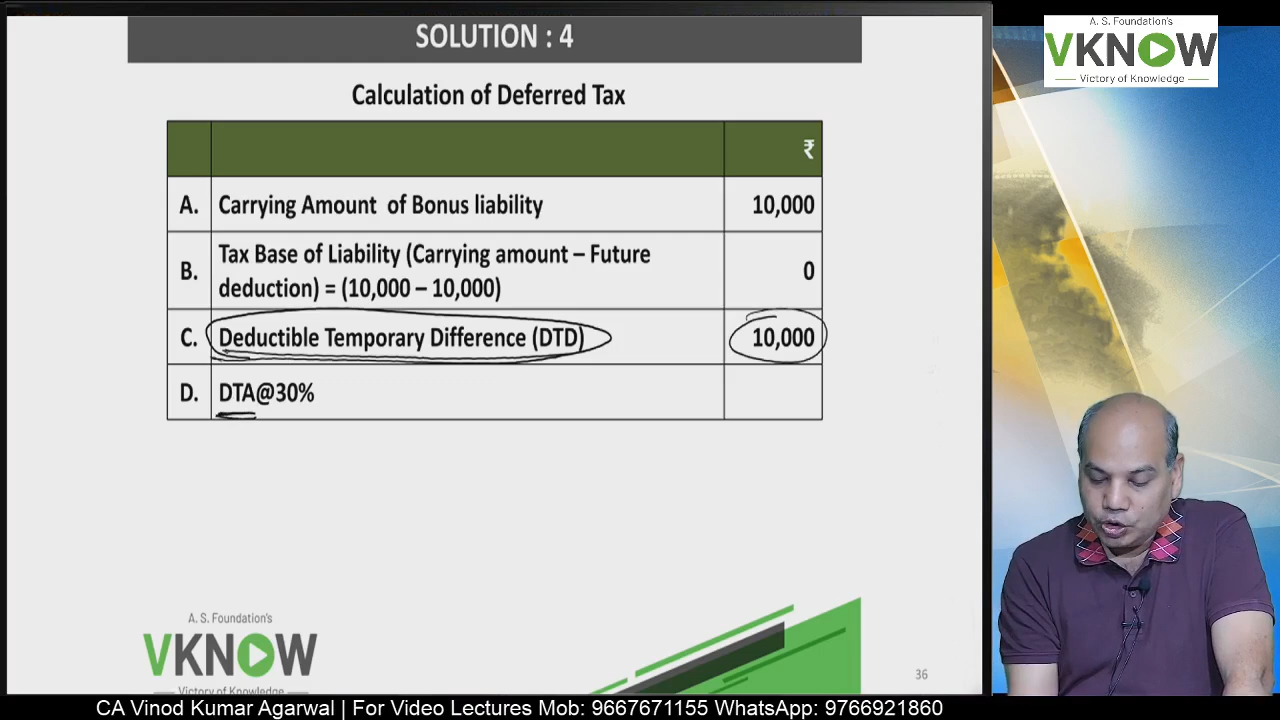 SOLUTION : 4
A. S. Foundation's
VKNOW
Victory of Knowledge
Calculation of Deferred Tax
₹
A. Carrying Amount of Bonus liability 10,000
B. Tax Base of Liability (Carrying amount – Future
deduction) = (10,000 – 10,000) 0
C. Deductible Temporary Difference (DTD) 10,000
D. DTA@30%
A. S. Foundation's
VKNOW
Victory of Knowledge
36
CA Vinod Kumar Agarwal | For Video Lectures Mob: 9667671155 WhatsApp: 9766921860